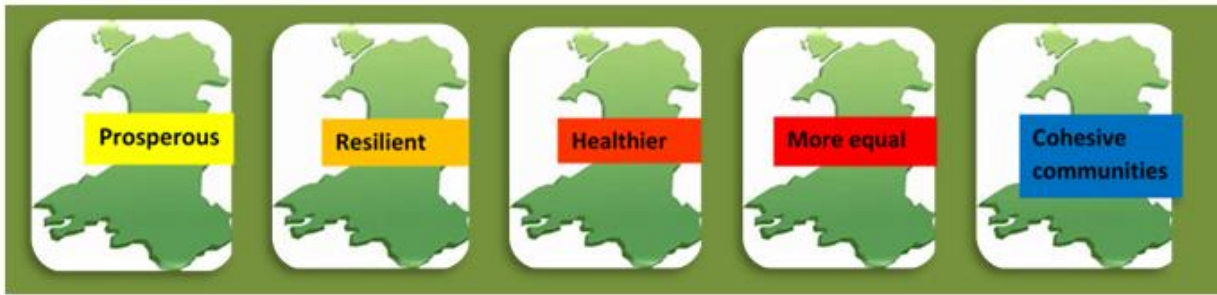 Prosperous
Resilient
Healthier
More equal
Cohesive
communities